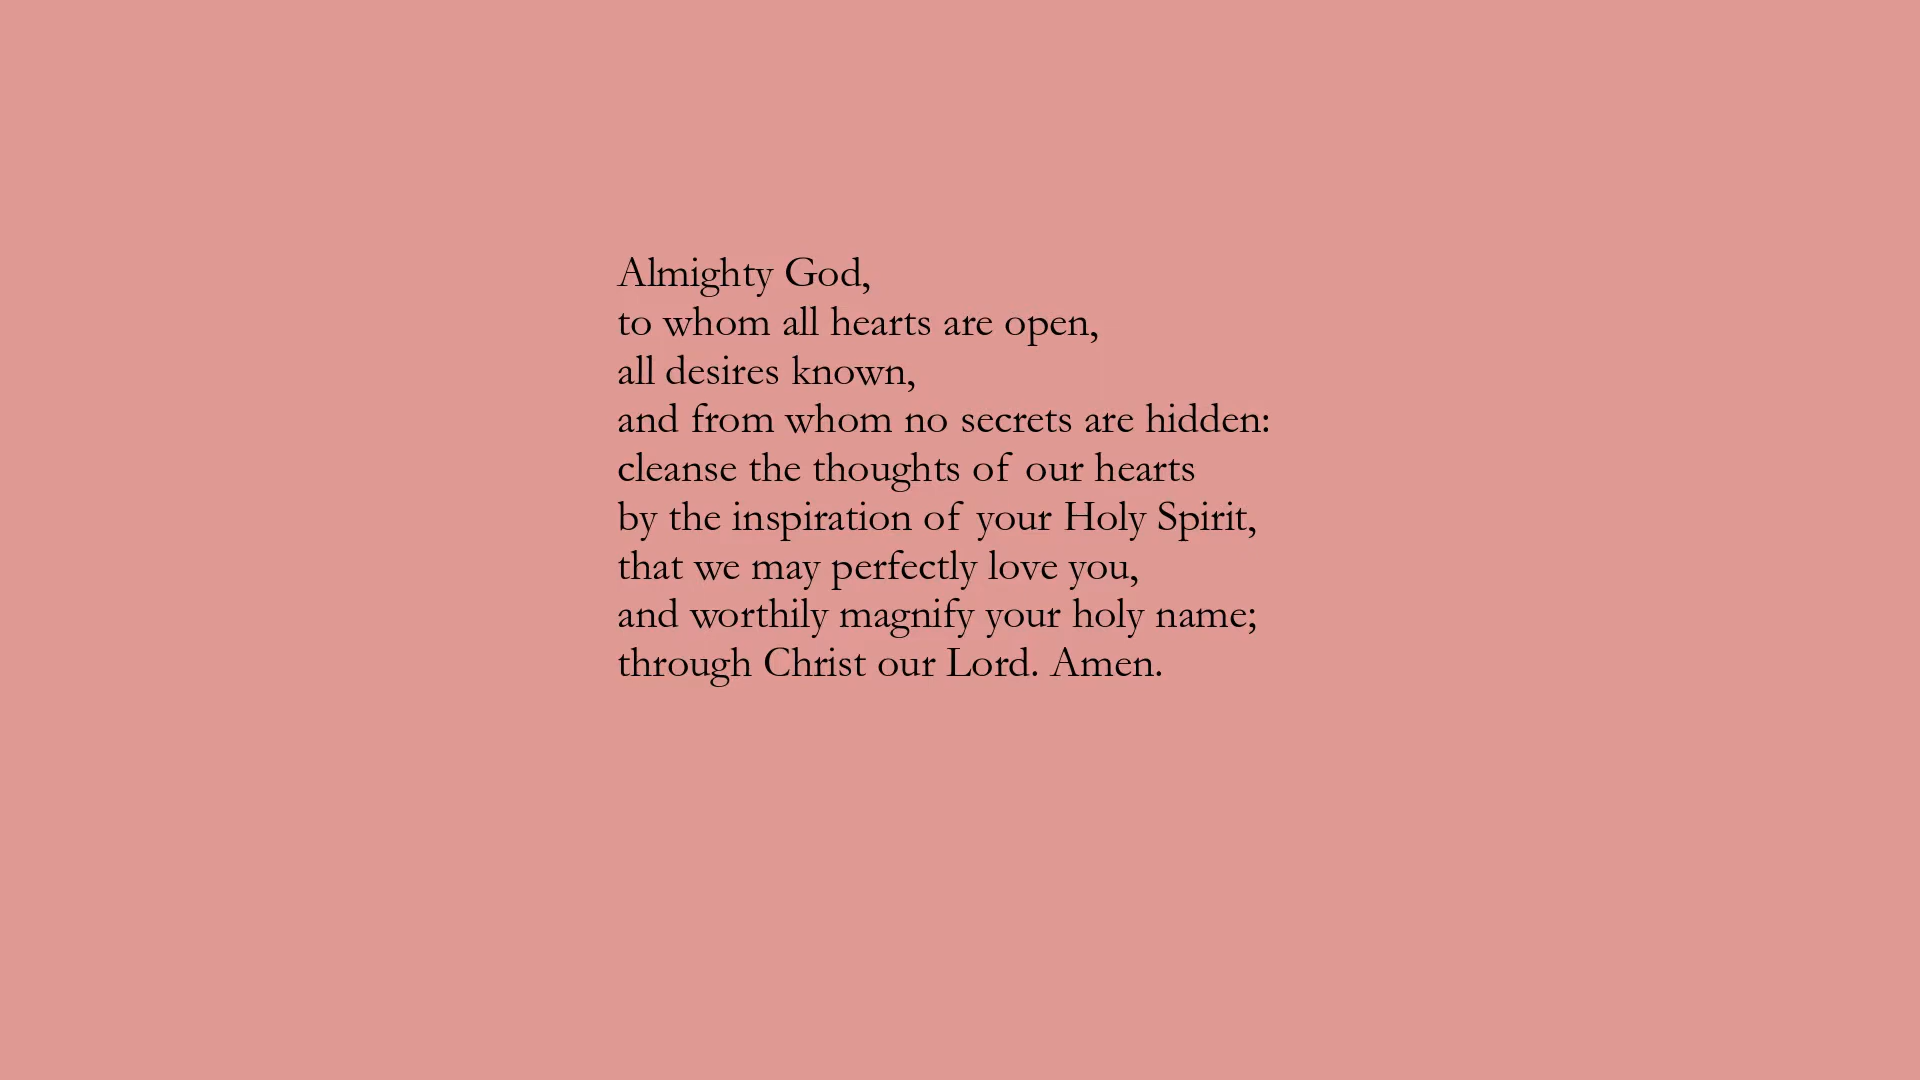 Almighty God,
to whom all hearts are open,
all desires known,
and from whom no secrets are hidden:
cleanse the thoughts of our hearts
by the inspiration of your Holy Spirit,
that we may perfectly love you,
and worthily magnify your holy name;
through Christ our Lord. Amen.